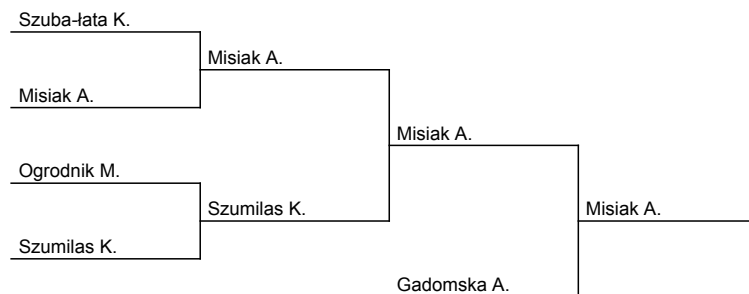 Szuba-łata K.
Misiak A.
Misiak A.
Misiak A.
Ogrodnik M.
Szumilas K.
Misiak A.
Szumilas K.
Gadomska A.